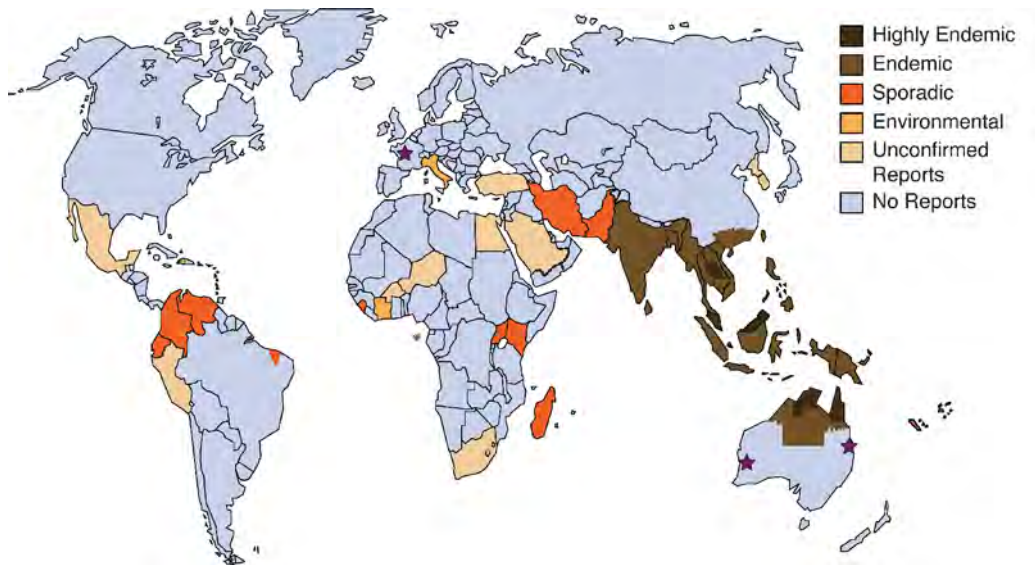 Highly Endemic
Endemic
Sporadic
Environmental
Unconfirmed
Reports
No Reports